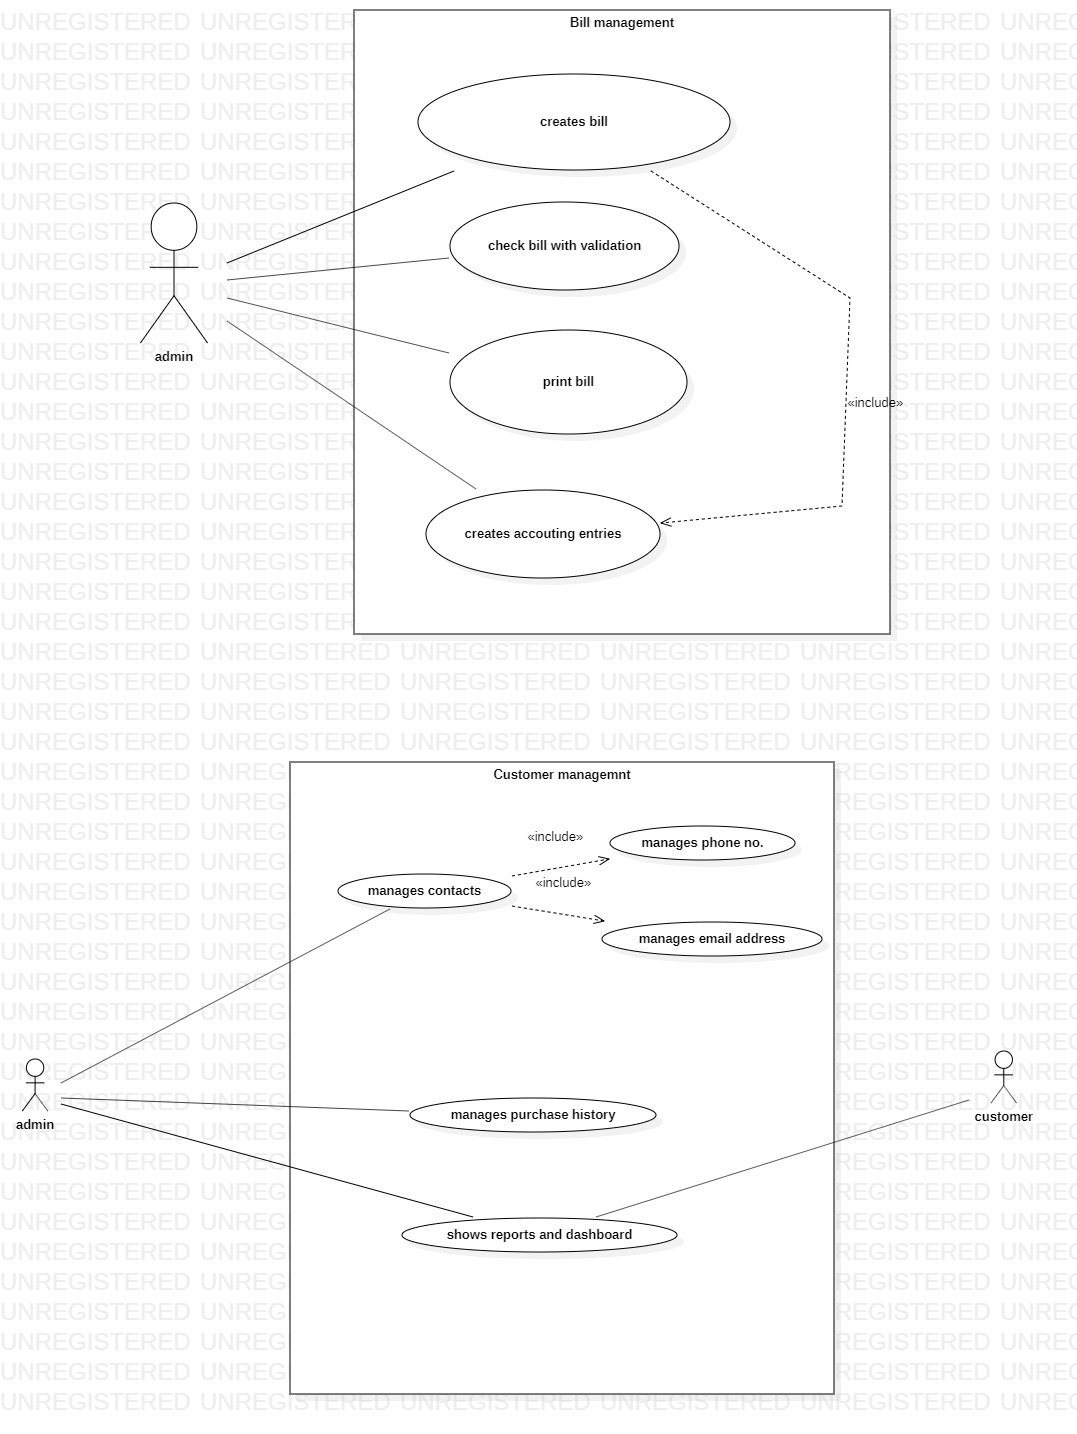 Bill management
creates bill
check bill with validation
admin
print bill
«include»
creates accouting entries
Customer managemnt
«include»
manages phone no.
«include»
manages contacts
manages email address
manages purchase history
customer
admin
shows reports and dashboard
UNREGISTERED